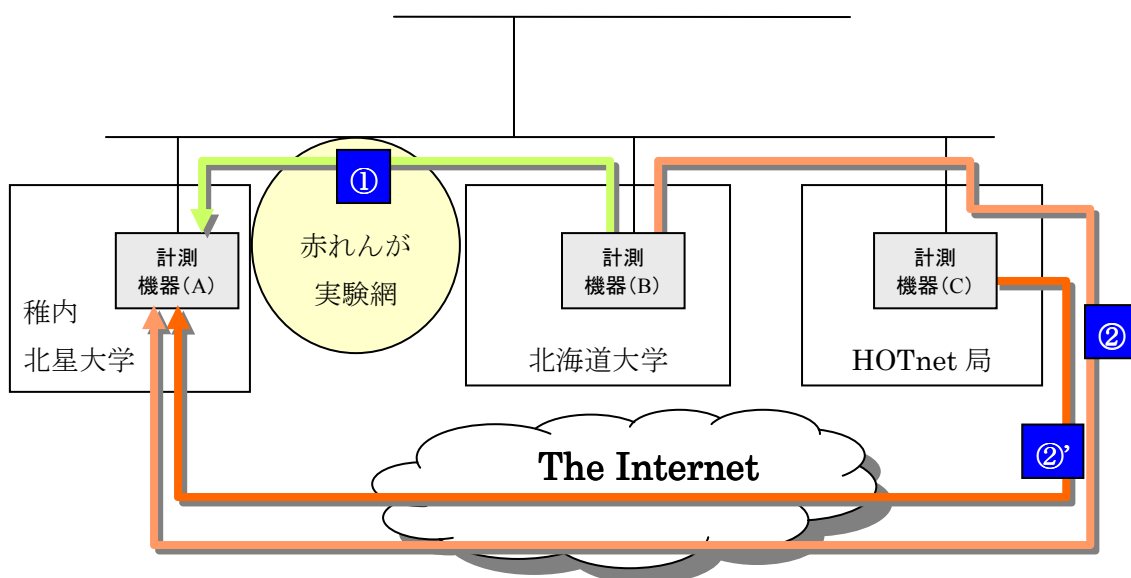 ①
赤れんが
実験網
計測
機器(A)
稚内
北星大学
計測
機器(B)
北海道大学
計測
機器(C)
HOTnet 局
②
②’
The Internet